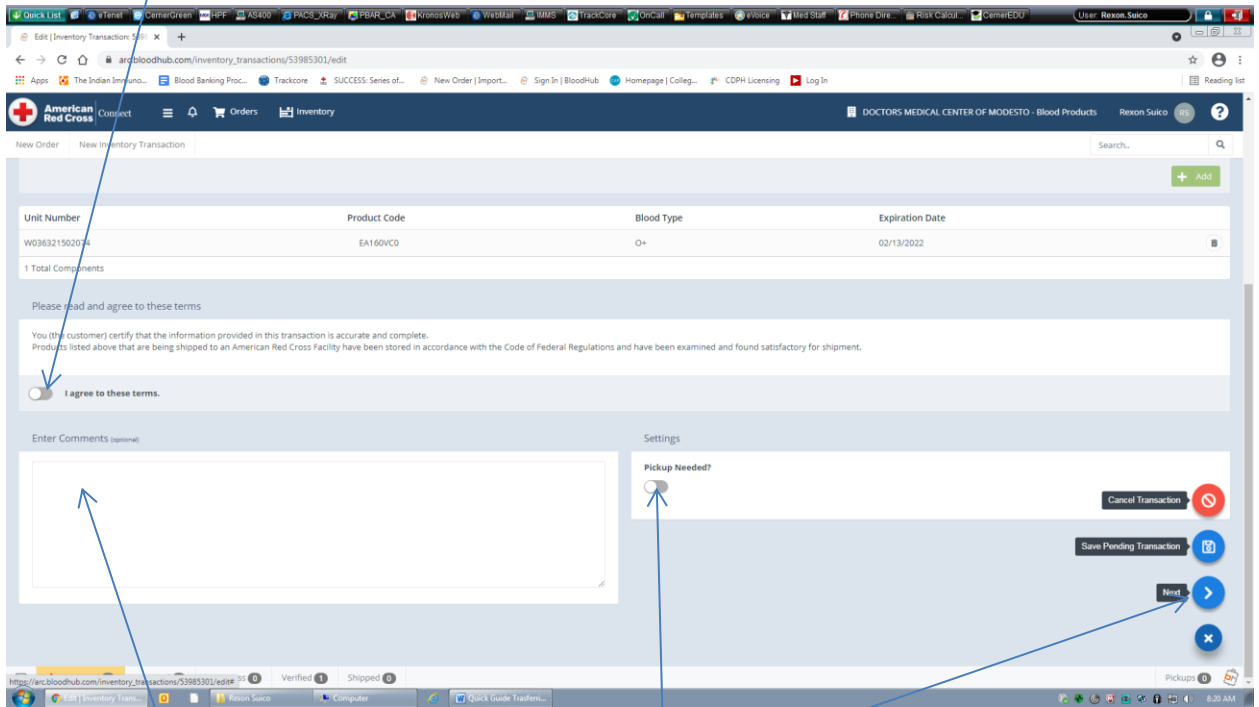 Quick List eTenet CernerGreen HPF AS400 PACS_XRay PBAR_CA KronosWeb WebMail IMMS TrackCore OnCall Templates eVoice Med Staff Phone Dire... Risk Calcul... CernerEDU User: Rexon.Suico
Edit | Inventory Transaction: × +
arc.bloodhub.com/inventory_transactions/53985301/edit
Apps The Indian Immuno... Blood Banking Proc... Trackcore SUCCESS: Series of... New Order | Import... Sign In | BloodHub Homepage | Colleg... CDPH Licensing Log In Reading list
American Red Cross Connect Orders Inventory DOCTORS MEDICAL CENTER OF MODESTO - Blood Products Rexon Suico RS ?
New Order New Inventory Transaction Search..
+ Add
Unit Number Product Code Blood Type Expiration Date
W036321502074 EA160VC0 O+ 02/13/2022
1 Total Components
Please read and agree to these terms
You (the customer) certify that the information provided in this transaction is accurate and complete.
Products listed above that are being shipped to an American Red Cross Facility have been stored in accordance with the Code of Federal Regulations and have been examined and found satisfactory for shipment.
I agree to these terms.
Enter Comments (optional) Settings
Pickup Needed?
Cancel Transaction
Save Pending Transaction
Next
https://arc.bloodhub.com/inventory_transactions/53985301/edit# 0 Verified 1 Shipped 0 Pickups 0
Edit | Inventory Trans... Rexon Suico Computer Quick Guide Trasferri... 8:20 AM